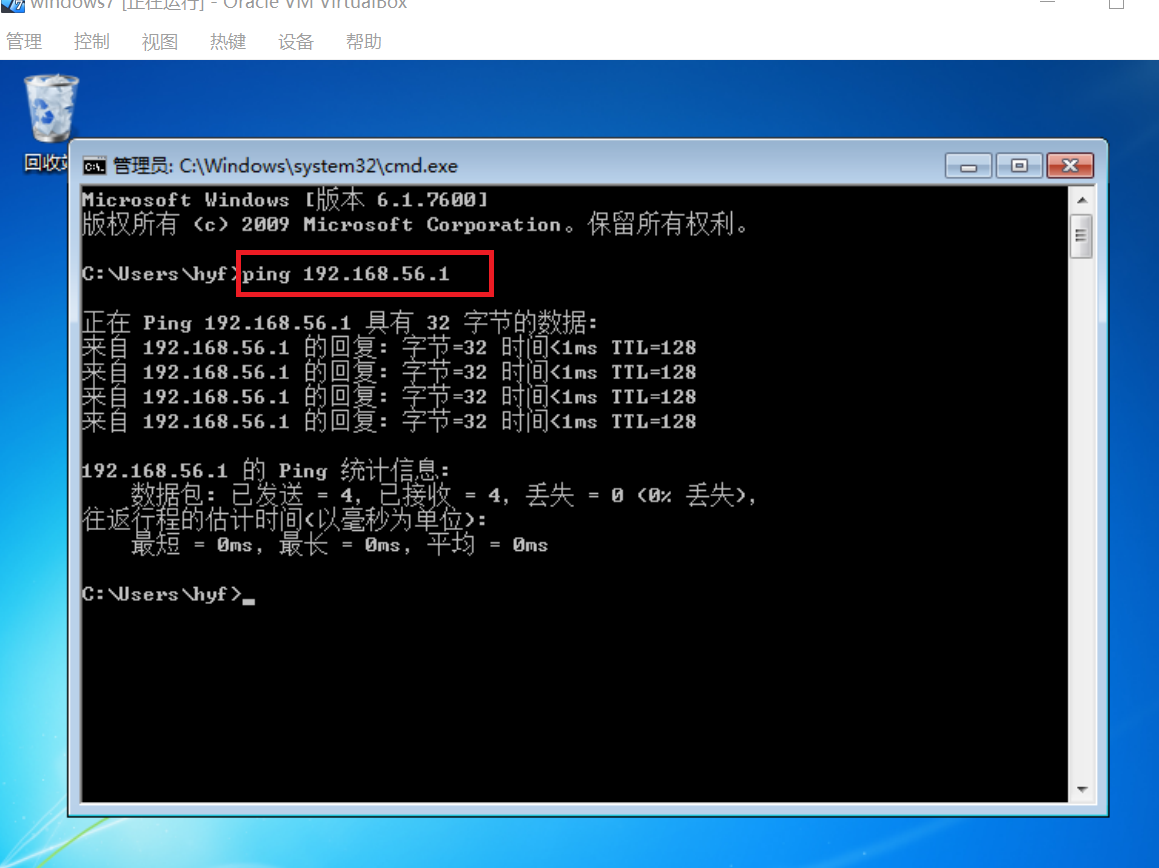 windows7 [正在运行] - Oracle VM VirtualBox
管理 控制 视图 热键 设备 帮助
回收站
管理员: C:\Windows\system32\cmd.exe
Microsoft Windows [版本 6.1.7600]
版权所有 (c) 2009 Microsoft Corporation。保留所有权利。
C:\Users\hyf>ping 192.168.56.1
正在 Ping 192.168.56.1 具有 32 字节的数据:
来自 192.168.56.1 的回复: 字节=32 时间<1ms TTL=128
来自 192.168.56.1 的回复: 字节=32 时间<1ms TTL=128
来自 192.168.56.1 的回复: 字节=32 时间<1ms TTL=128
来自 192.168.56.1 的回复: 字节=32 时间<1ms TTL=128
192.168.56.1 的 Ping 统计信息:
数据包: 已发送 = 4, 已接收 = 4, 丢失 = 0 (0% 丢失),
往返行程的估计时间(以毫秒为单位):
最短 = 0ms, 最长 = 0ms, 平均 = 0ms
C:\Users\hyf>